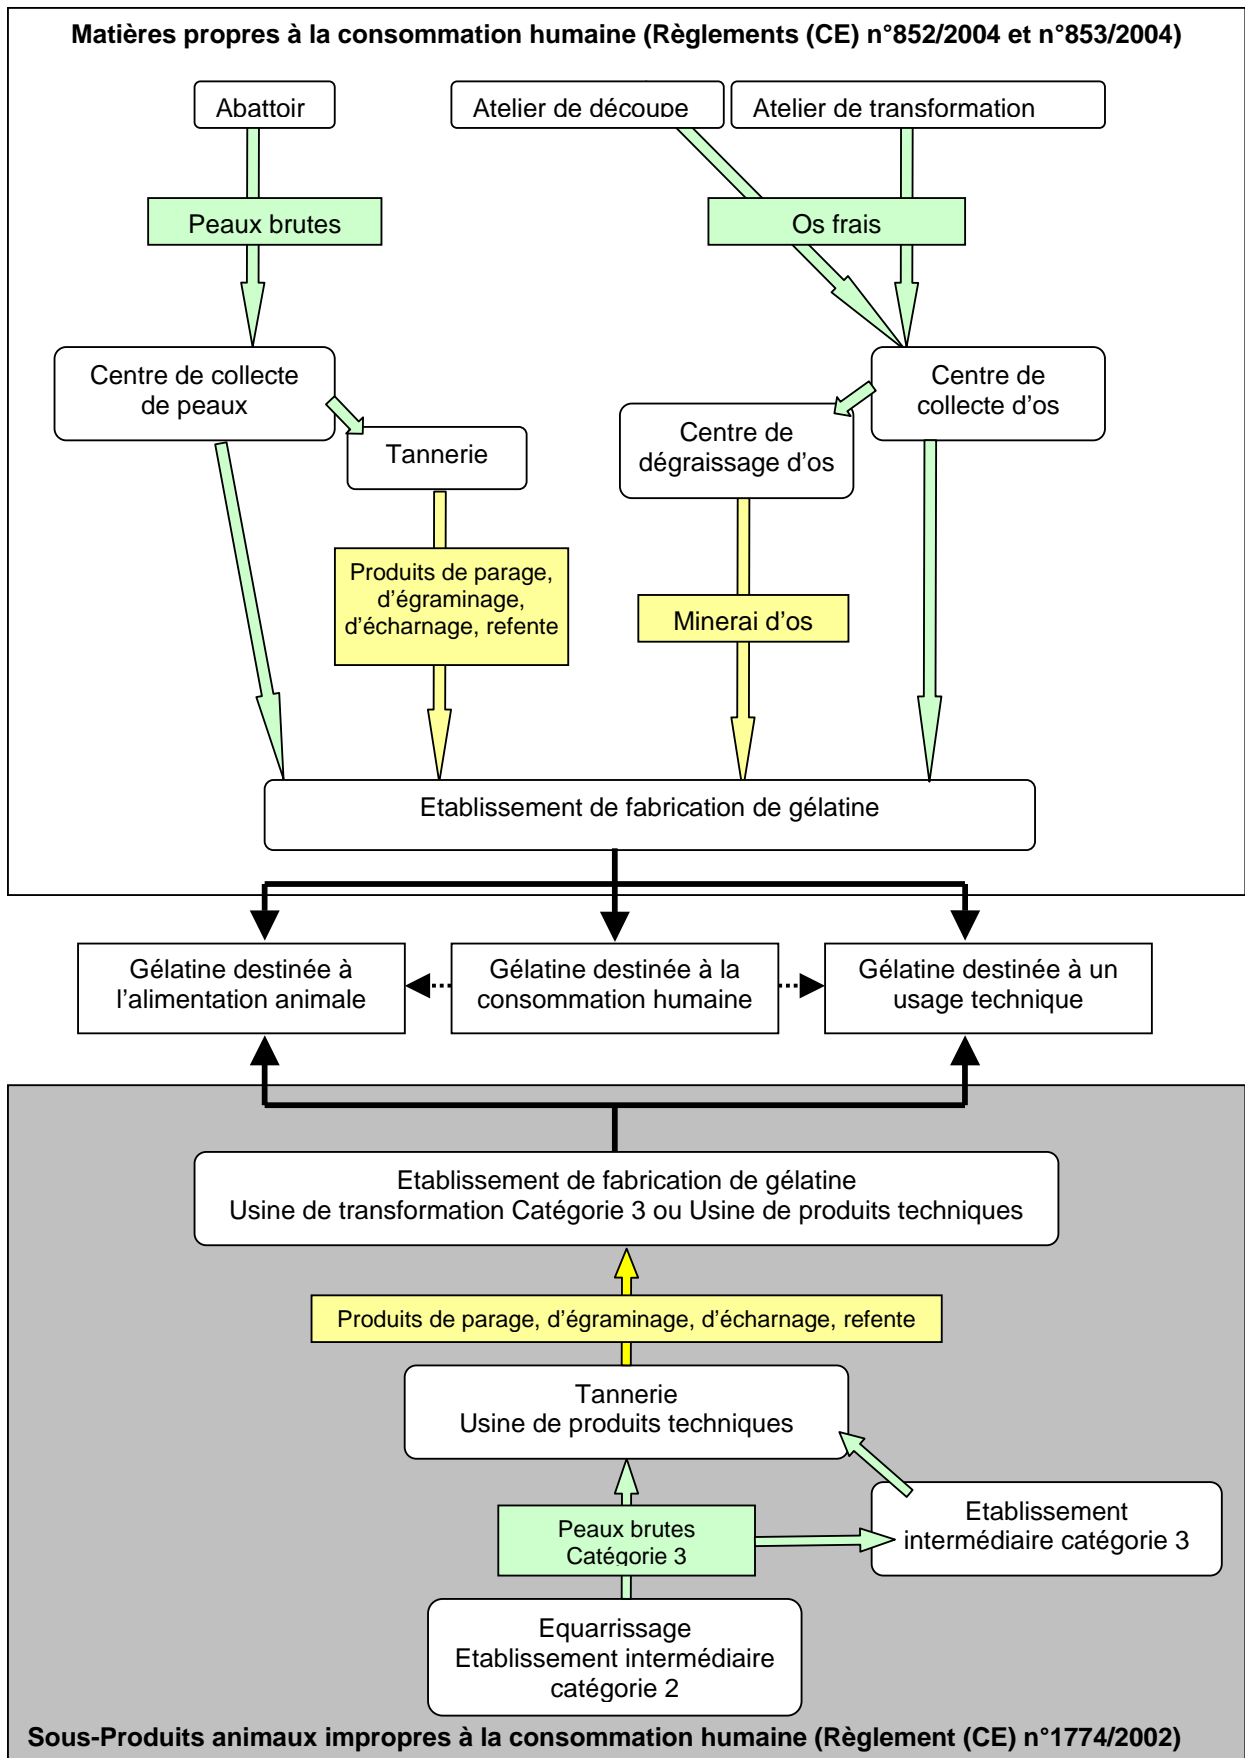 Matières propres à la consommation humaine (Règlements (CE) n°852/2004 et n°853/2004)
Abattoir
Atelier de découpe
Atelier de transformation
Peaux brutes
Os frais
Centre de collecte
de peaux
Centre de
collecte d’os
Tannerie
Centre de
dégraissage d’os
Produits de parage,
d’égraminage,
d’écharnage, refente
Minerai d’os
Etablissement de fabrication de gélatine
Gélatine destinée à
l’alimentation animale
Gélatine destinée à la
consommation humaine
Gélatine destinée à un
usage technique
Etablissement de fabrication de gélatine
Usine de transformation Catégorie 3 ou Usine de produits techniques
Produits de parage, d’égraminage, d’écharnage, refente
Tannerie
Usine de produits techniques
Peaux brutes
Catégorie 3
Etablissement
intermédiaire catégorie 3
Equarrissage
Etablissement intermédiaire
catégorie 2
Sous-Produits animaux impropres à la consommation humaine (Règlement (CE) n°1774/2002)